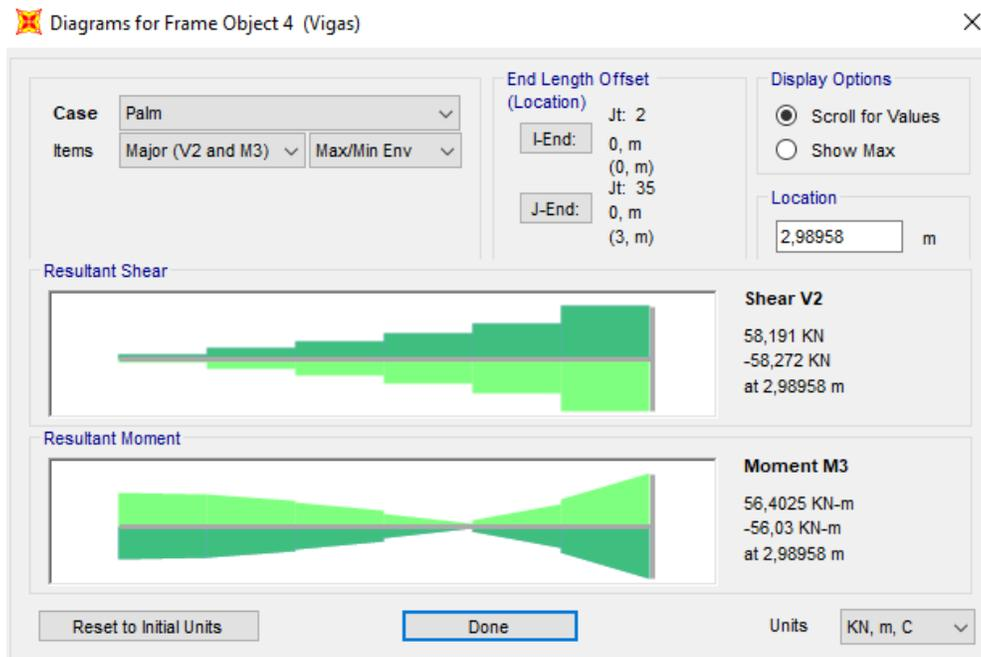 Diagrams for Frame Object 4 (Vigas)
Case Palm
Items Major (V2 and M3) Max/Min Env
End Length Offset
(Location)
I-End:
Jt: 2
0, m
(0, m)
J-End:
Jt: 35
0, m
(3, m)
Display Options
Scroll for Values
Show Max
Location
2,98958 m
Resultant Shear
Shear V2
58,191 KN
-58,272 KN
at 2,98958 m
Resultant Moment
Moment M3
56,4025 KN-m
-56,03 KN-m
at 2,98958 m
Reset to Initial Units
Done
Units KN, m, C